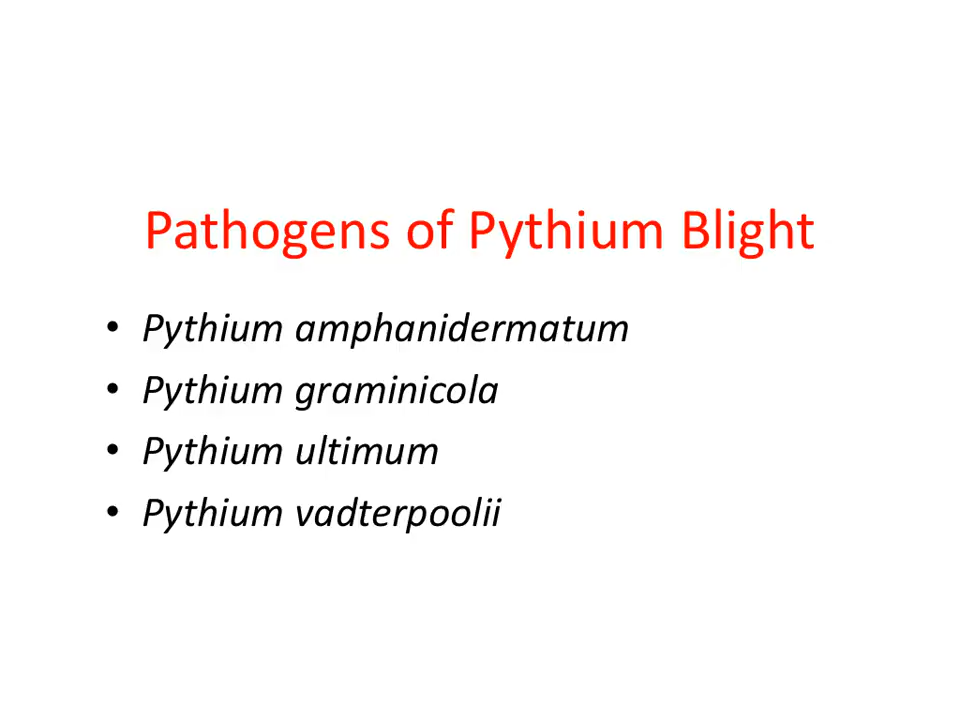 Pathogens of Pythium Blight
• Pythium amphanidermatum
• Pythium graminicola
• Pythium ultimum
• Pythium vadterpoolii